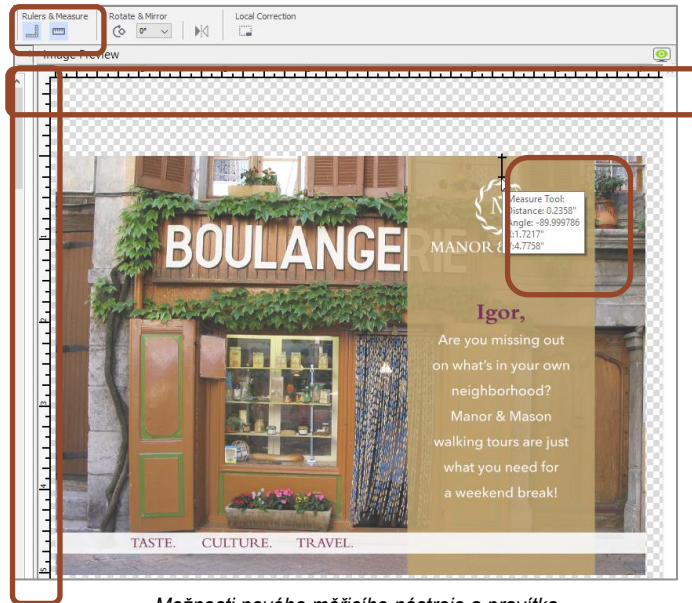 Rulers & Measure
Rotate & Mirror
Local Correction
0°
Image Preview
Measure Tool:
Distance: 0.2358"
Angle: -89.999786
:1.7217"
:4.7758"
BOULANGERIE
N
MANOR &
Igor,
Are you missing out
on what's in your own
neighborhood?
Manor & Mason
walking tours are just
what you need for
a weekend break!
TASTE. CULTURE. TRAVEL.
Možnosti nového měřicího nástroje a pravítka